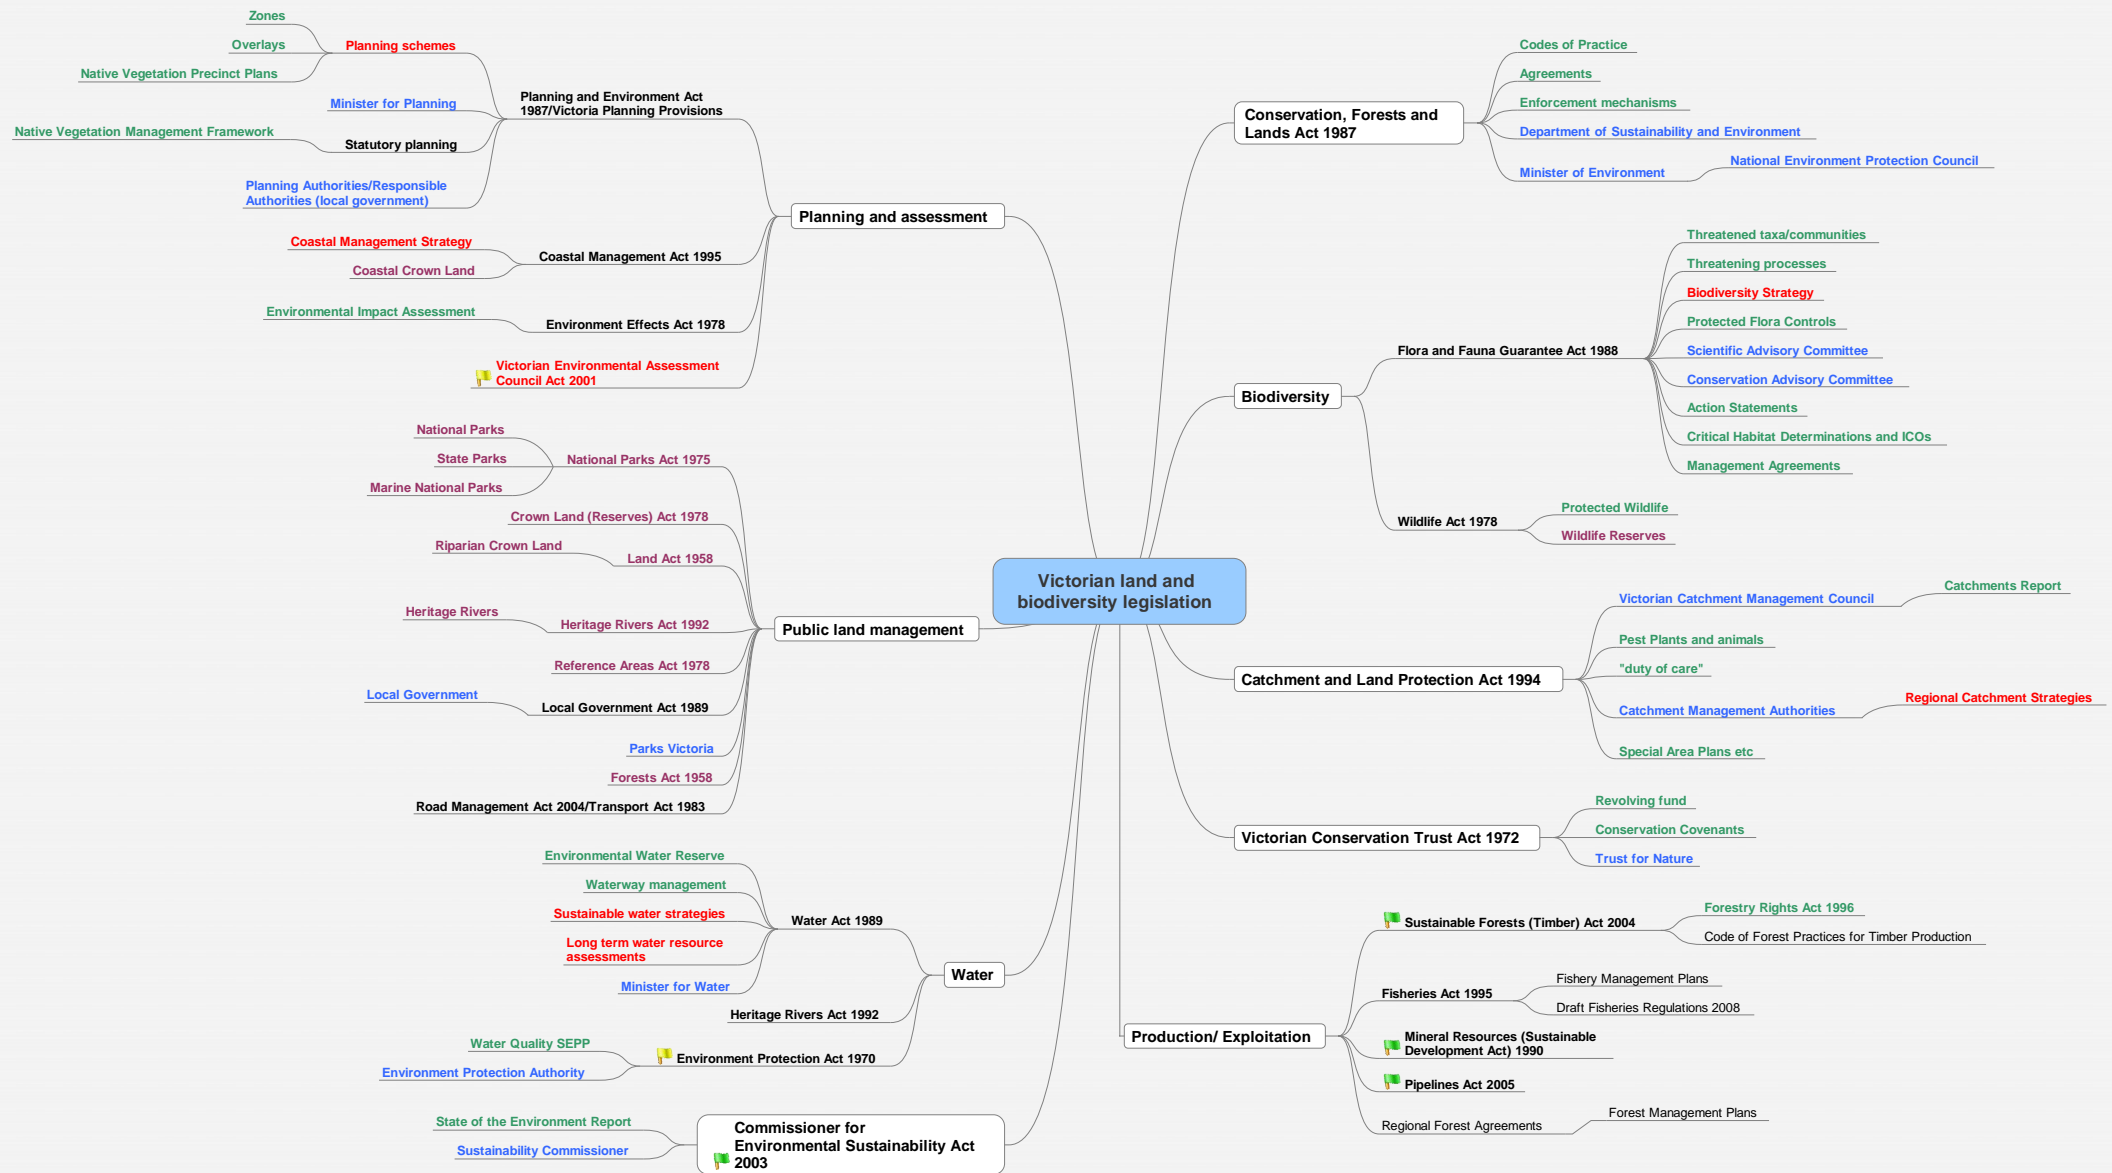 Victorian land and
biodiversity legislation
Planning and assessment
Planning and Environment Act
1987/Victoria Planning Provisions
Planning schemes
Zones
Overlays
Native Vegetation Precinct Plans
Minister for Planning
Statutory planning
Native Vegetation Management Framework
Planning Authorities/Responsible
Authorities (local government)
Coastal Management Act 1995
Coastal Management Strategy
Coastal Crown Land
Environment Effects Act 1978
Environmental Impact Assessment
Victorian Environmental Assessment
Council Act 2001
Public land management
National Parks Act 1975
National Parks
State Parks
Marine National Parks
Crown Land (Reserves) Act 1978
Land Act 1958
Riparian Crown Land
Heritage Rivers Act 1992
Heritage Rivers
Reference Areas Act 1978
Local Government Act 1989
Local Government
Parks Victoria
Forests Act 1958
Road Management Act 2004/Transport Act 1983
Water
Water Act 1989
Environmental Water Reserve
Waterway management
Sustainable water strategies
Long term water resource
assessments
Minister for Water
Heritage Rivers Act 1992
Environment Protection Act 1970
Water Quality SEPP
Environment Protection Authority
Commissioner for
Environmental Sustainability Act
2003
State of the Environment Report
Sustainability Commissioner
Conservation, Forests and
Lands Act 1987
Codes of Practice
Agreements
Enforcement mechanisms
Department of Sustainability and Environment
Minister of Environment
National Environment Protection Council
Biodiversity
Flora and Fauna Guarantee Act 1988
Threatened taxa/communities
Threatening processes
Biodiversity Strategy
Protected Flora Controls
Scientific Advisory Committee
Conservation Advisory Committee
Action Statements
Critical Habitat Determinations and ICOs
Management Agreements
Wildlife Act 1978
Protected Wildlife
Wildlife Reserves
Catchment and Land Protection Act 1994
Victorian Catchment Management Council
Catchments Report
Pest Plants and animals
"duty of care"
Catchment Management Authorities
Regional Catchment Strategies
Special Area Plans etc
Victorian Conservation Trust Act 1972
Revolving fund
Conservation Covenants
Trust for Nature
Production/ Exploitation
Sustainable Forests (Timber) Act 2004
Forestry Rights Act 1996
Code of Forest Practices for Timber Production
Fisheries Act 1995
Fishery Management Plans
Draft Fisheries Regulations 2008
Mineral Resources (Sustainable
Development Act) 1990
Pipelines Act 2005
Regional Forest Agreements
Forest Management Plans